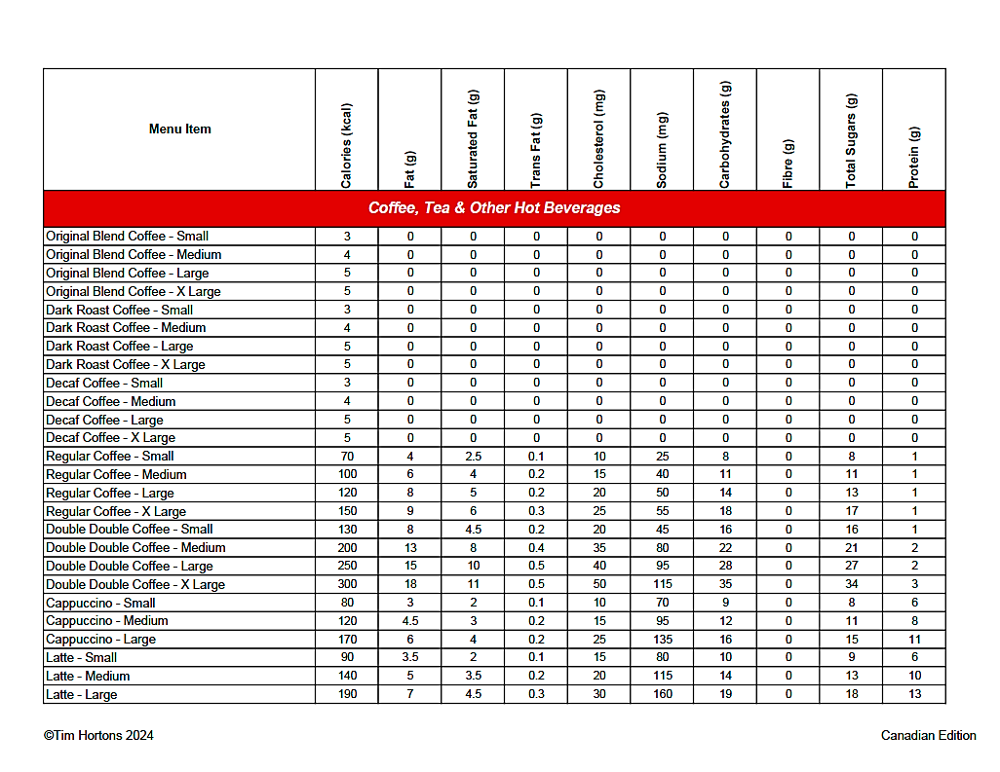 Menu Item Calories (kcal) Fat (g) Saturated Fat (g) Trans Fat (g) Cholesterol (mg) Sodium (mg) Carbohydrates (g) Fibre (g) Total Sugars (g) Protein (g)
Coffee, Tea & Other Hot Beverages
Original Blend Coffee - Small 3 0 0 0 0 0 0 0 0 0
Original Blend Coffee - Medium 4 0 0 0 0 0 0 0 0 0
Original Blend Coffee - Large 5 0 0 0 0 0 0 0 0 0
Original Blend Coffee - X Large 5 0 0 0 0 0 0 0 0 0
Dark Roast Coffee - Small 3 0 0 0 0 0 0 0 0 0
Dark Roast Coffee - Medium 4 0 0 0 0 0 0 0 0 0
Dark Roast Coffee - Large 5 0 0 0 0 0 0 0 0 0
Dark Roast Coffee - X Large 5 0 0 0 0 0 0 0 0 0
Decaf Coffee - Small 3 0 0 0 0 0 0 0 0 0
Decaf Coffee - Medium 4 0 0 0 0 0 0 0 0 0
Decaf Coffee - Large 5 0 0 0 0 0 0 0 0 0
Decaf Coffee - X Large 5 0 0 0 0 0 0 0 0 0
Regular Coffee - Small 70 4 2.5 0.1 10 25 8 0 8 1
Regular Coffee - Medium 100 6 4 0.2 15 40 11 0 11 1
Regular Coffee - Large 120 8 5 0.2 20 50 14 0 13 1
Regular Coffee - X Large 150 9 6 0.3 25 55 18 0 17 1
Double Double Coffee - Small 130 8 4.5 0.2 20 45 16 0 16 1
Double Double Coffee - Medium 200 13 8 0.4 35 80 22 0 21 2
Double Double Coffee - Large 250 15 10 0.5 40 95 28 0 27 2
Double Double Coffee - X Large 300 18 11 0.5 50 115 35 0 34 3
Cappuccino - Small 80 3 2 0.1 10 70 9 0 8 6
Cappuccino - Medium 120 4.5 3 0.2 15 95 12 0 11 8
Cappuccino - Large 170 6 4 0.2 25 135 16 0 15 11
Latte - Small 90 3.5 2 0.1 15 80 10 0 9 6
Latte - Medium 140 5 3.5 0.2 20 115 14 0 13 10
Latte - Large 190 7 4.5 0.3 30 160 19 0 18 13
©Tim Hortons 2024 Canadian Edition